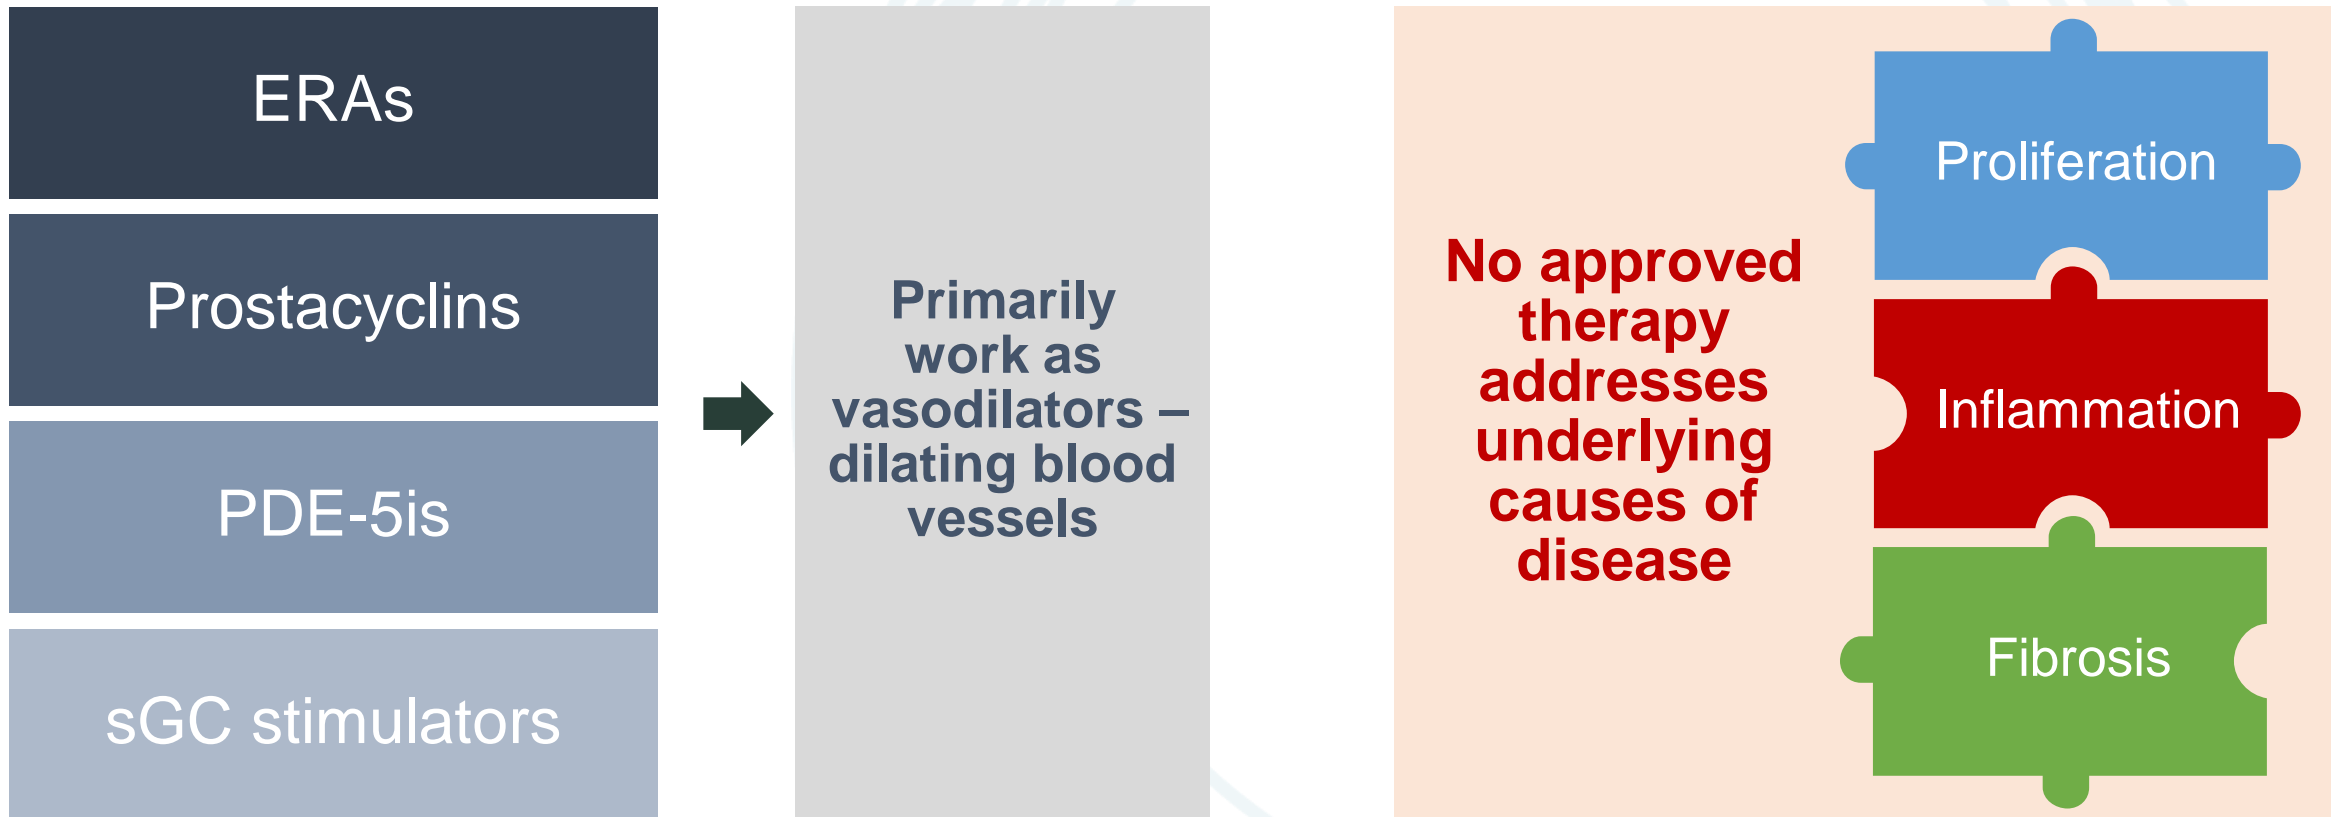 ERAs
Prostacyclins
PDE-5is
sGC stimulators
Primarily
work as
vasodilators –
dilating blood
vessels
No approved
therapy
addresses
underlying
causes of
disease
Proliferation
Inflammation
Fibrosis